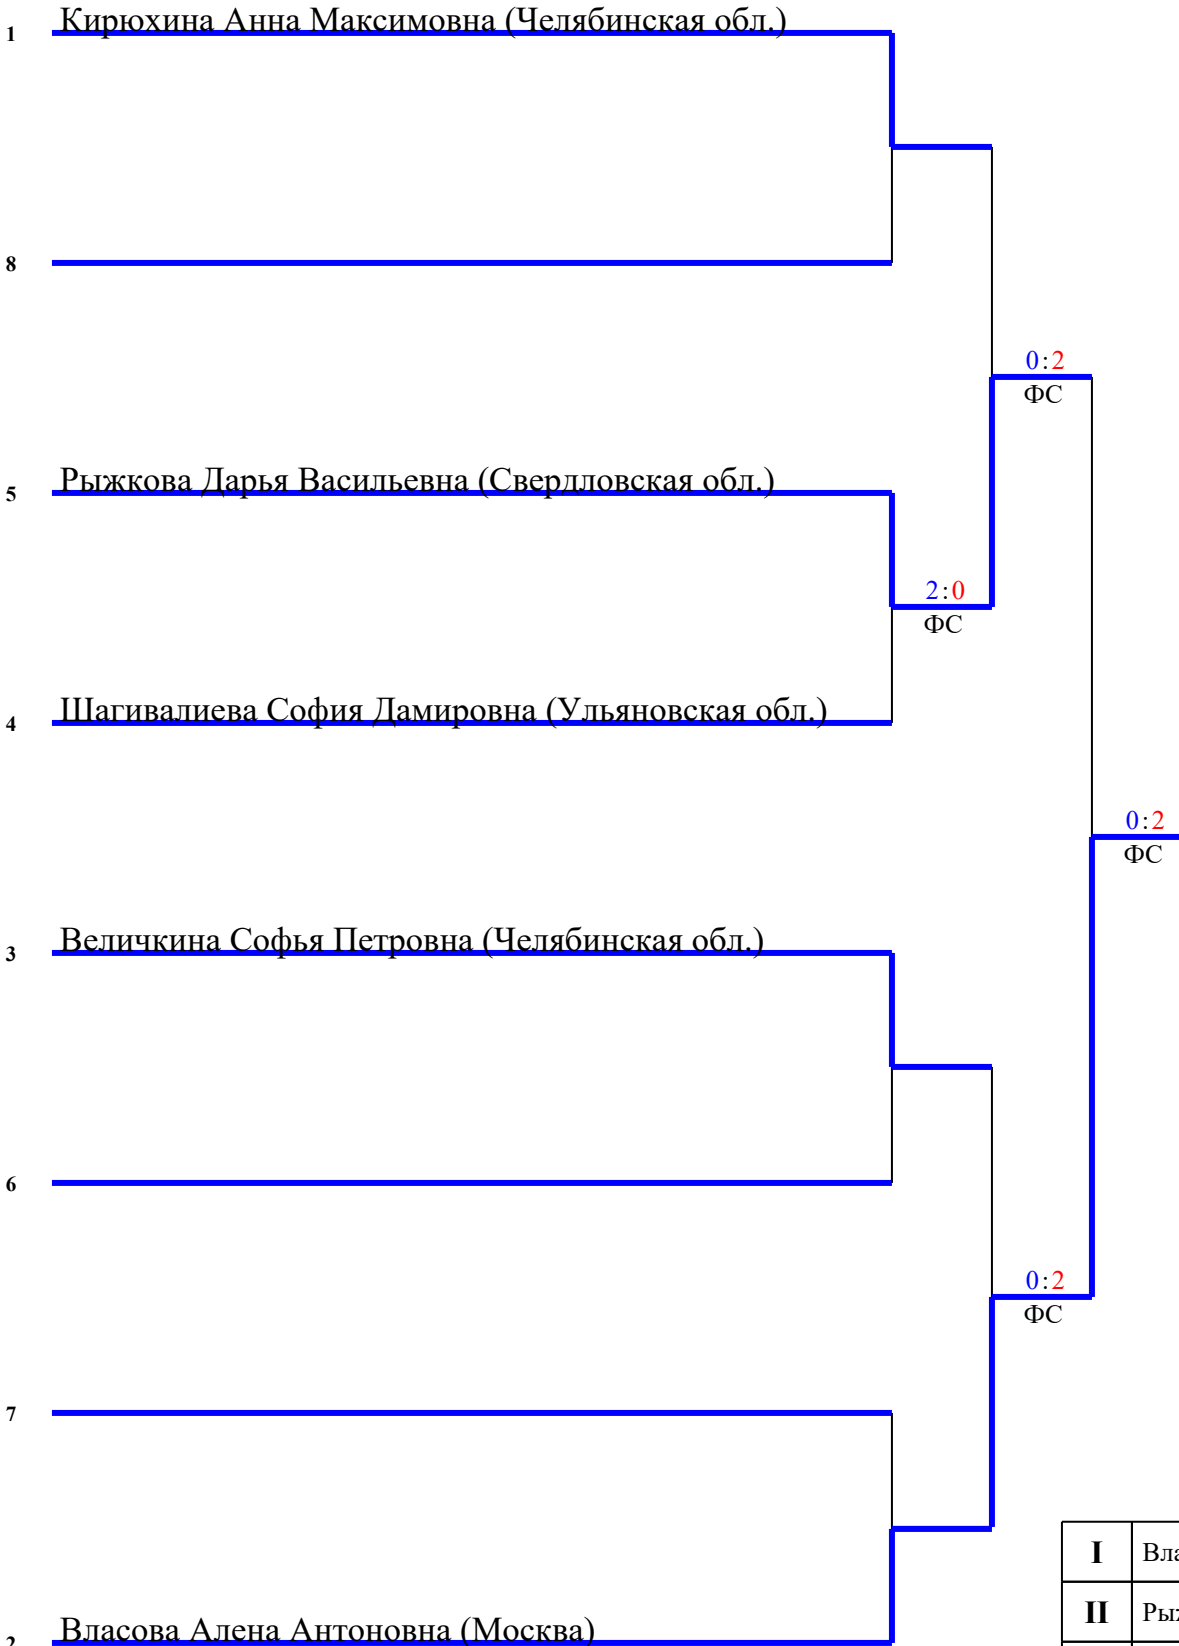 1 Кирюхина Анна Максимовна (Челябинская обл.)
8
0:2
ФС
5 Рыжкова Дарья Васильевна (Свердловская обл.)
2:0
ФС
4 Шагивалиева София Дамировна (Ульяновская обл.)
0:2
ФС
3 Величкина Софья Петровна (Челябинская обл.)
6
0:2
ФС
7
I
II
2 Власова Алена Антоновна (Москва)